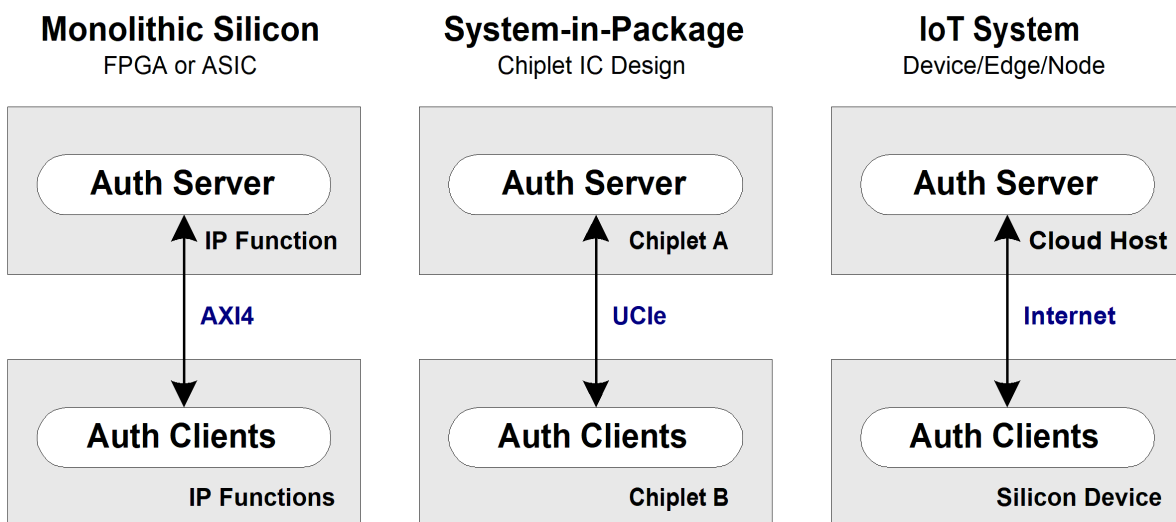 Monolithic Silicon
FPGA or ASIC
Auth Server
IP Function
AXI4
Auth Clients
IP Functions
System-in-Package
Chiplet IC Design
Auth Server
Chiplet A
UCIe
Auth Clients
Chiplet B
IoT System
Device/Edge/Node
Auth Server
Cloud Host
Internet
Auth Clients
Silicon Device